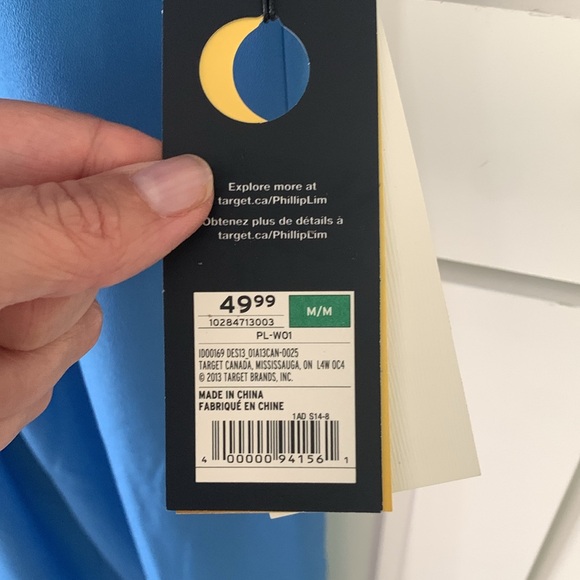 Explore more at
target.ca/PhillipLim
Obtenez plus de détails à
target.ca/PhillipLim
49.99
M/M
10284713003
PL-W01
ID00169 DES13_01A13CAN-0025
TARGET CANADA, MISSISSAUGA, ON L4W 0C4
© 2013 TARGET BRANDS, INC.
MADE IN CHINA
FABRIQUÉ EN CHINE
1AD S14-8
4 00000 94156 1